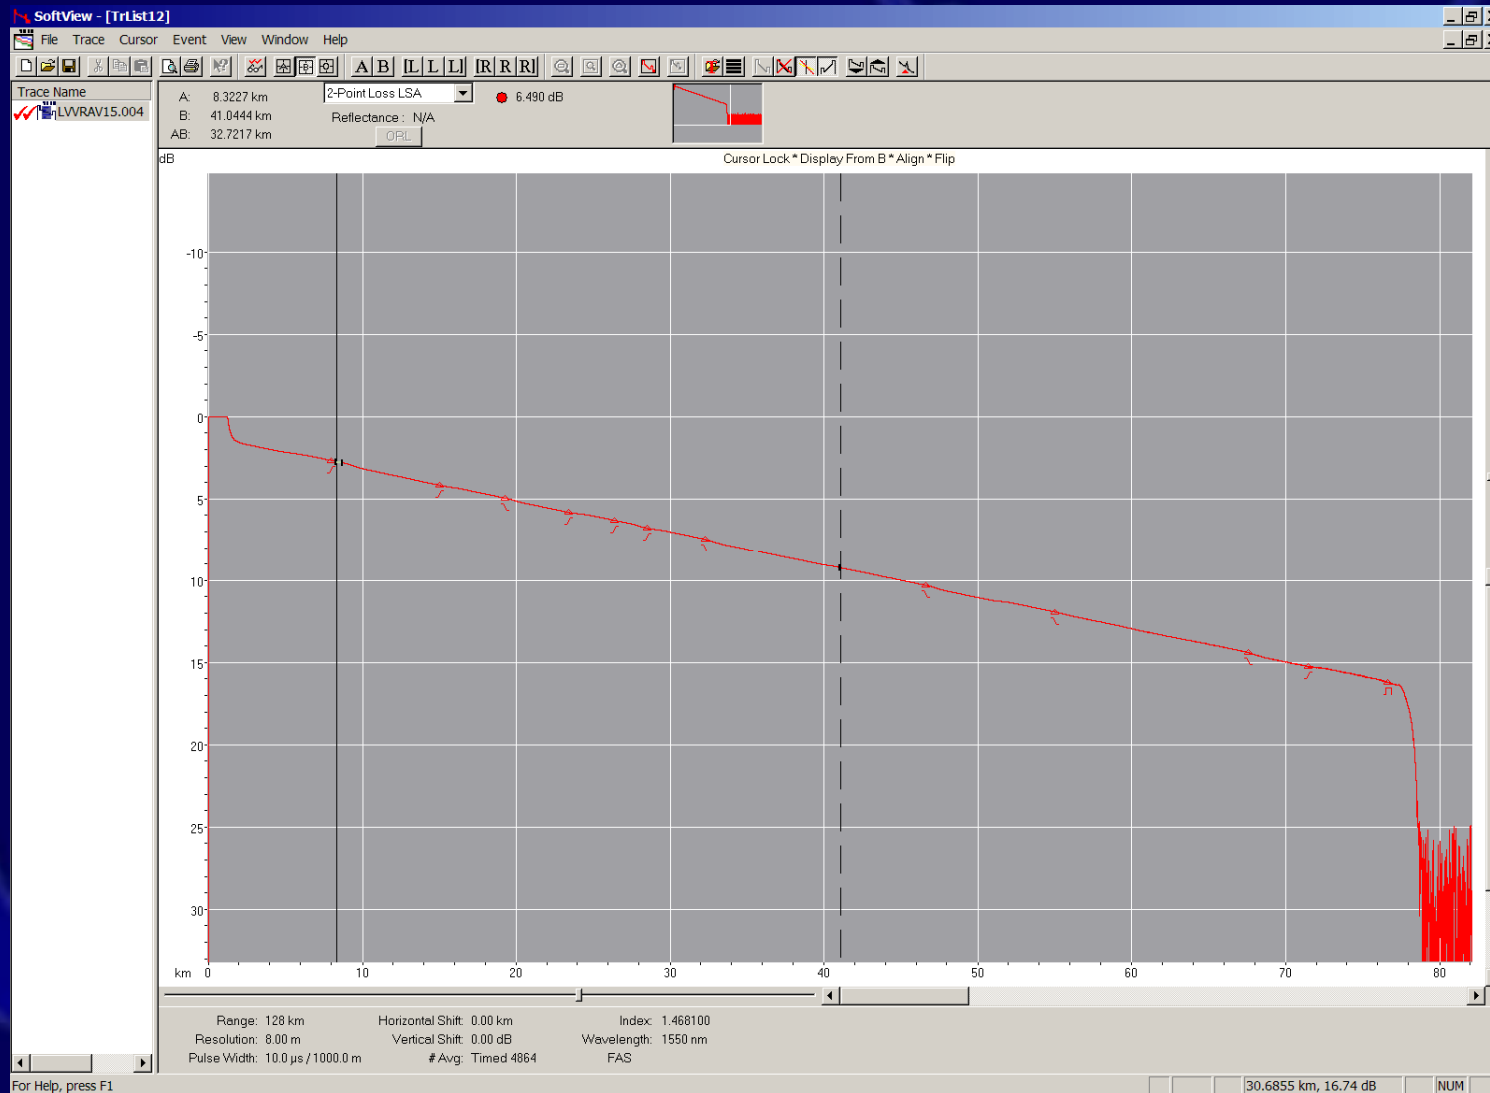 SoftView - [TrList12]
File Trace Cursor Event View Window Help
A B [L L L] [R R R]
Trace Name
LVVRAV15.004
A: 8.3227 km
B: 41.0444 km
AB: 32.7217 km
2-Point Loss LSA
Reflectance : N/A
ORL
6.490 dB
dB
Cursor Lock * Display From B * Align * Flip
-10
-5
0
5
10
15
20
25
30
km 0 10 20 30 40 50 60 70 80
Range: 128 km Horizontal Shift: 0.00 km Index: 1.468100
Resolution: 8.00 m Vertical Shift: 0.00 dB Wavelength: 1550 nm
Pulse Width: 10.0 µs / 1000.0 m # Avg: Timed 4864 FAS
For Help, press F1 30.6855 km, 16.74 dB NUM